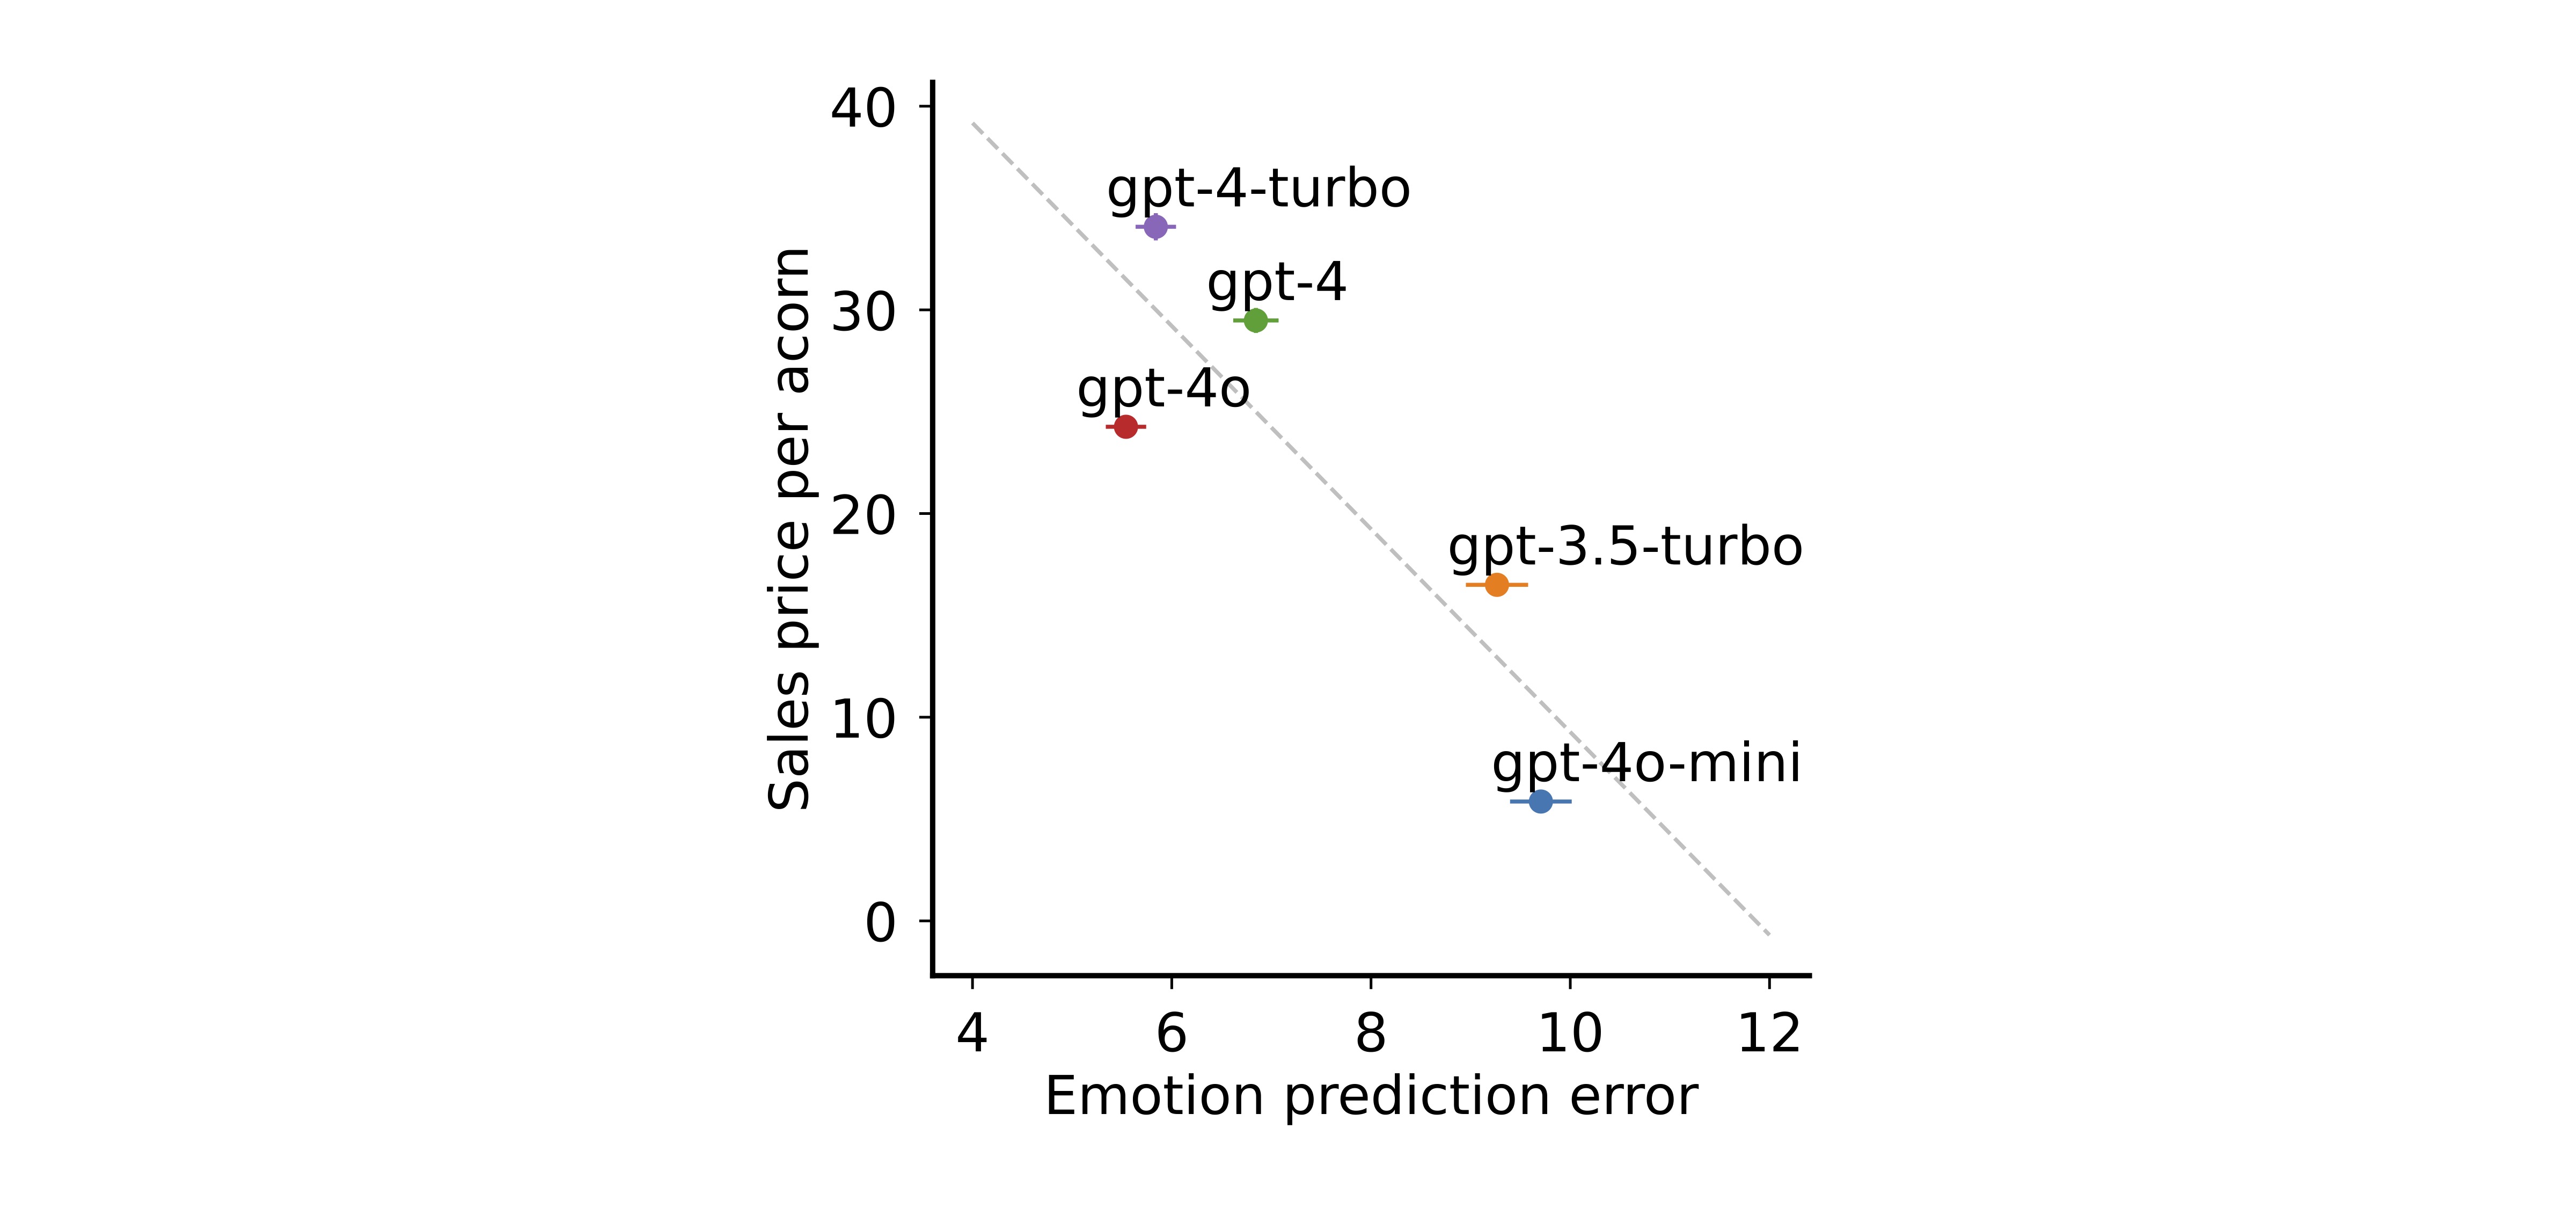 40
gpt-4-turbo
gpt-4
30
gpt-4o
20
gpt-3.5-turbo
10
gpt-4o-mini
0
Sales price per acorn
4 6 8 10 12
Emotion prediction error